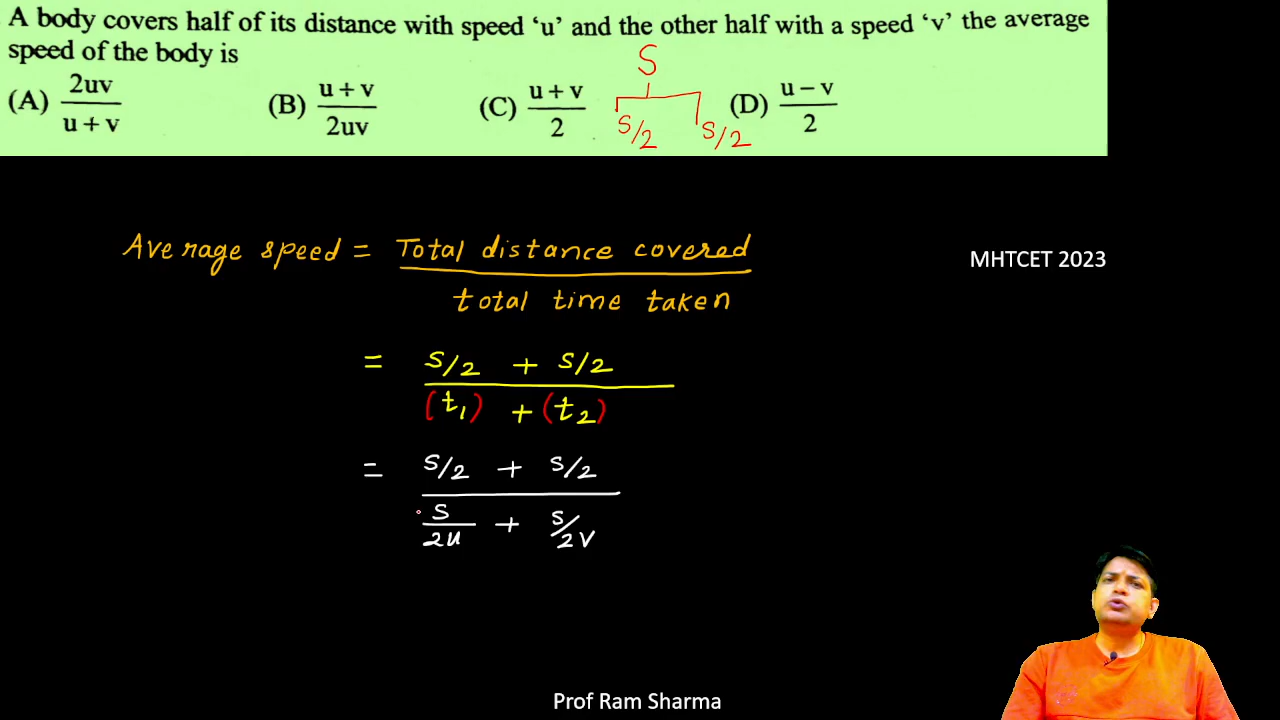 A body covers half of its distance with speed ‘u’ and the other half with a speed ‘v’ the average
speed of the body is
S
S/2 S/2
(A) 2uv / u + v (B) u + v / 2uv (C) u + v / 2 (D) u − v / 2
Average speed = Total distance covered
total time taken
MHTCET 2023
= S/2 + S/2
(t₁) + (t₂)
= S/2 + S/2
S/2u + S/2v
Prof Ram Sharma